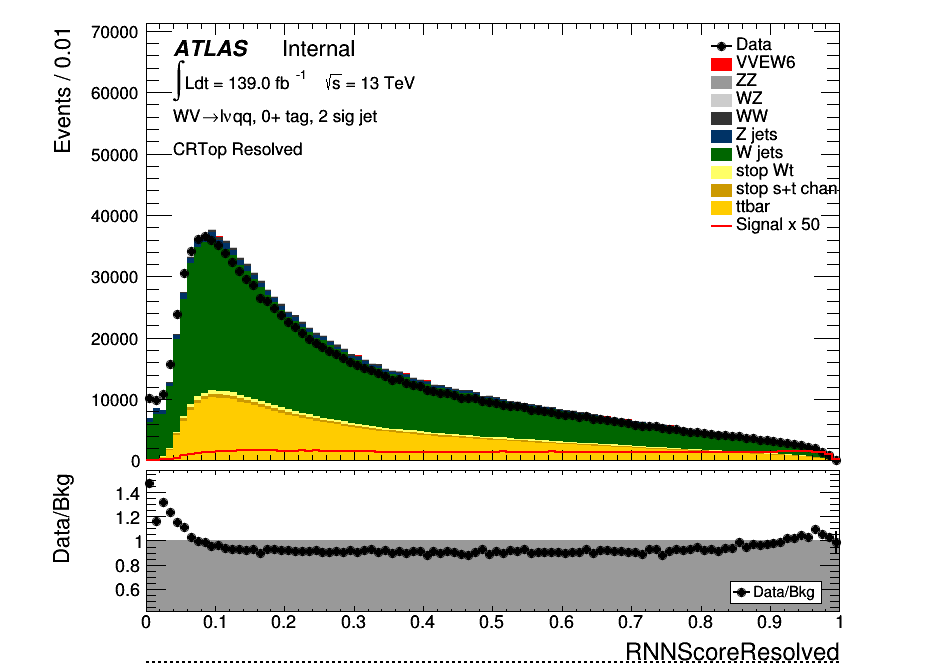 70000
60000
50000
40000
30000
20000
10000
0
Events / 0.01
ATLAS Internal
∫Ldt = 139.0 fb -1 √s = 13 TeV
WV→lνqq, 0+ tag, 2 sig jet
CRTop Resolved
Data
VVEW6
ZZ
WZ
WW
Z jets
W jets
stop Wt
stop s+t chan
ttbar
Signal x 50
1.4
1.2
1
0.8
0.6
Data/Bkg
Data/Bkg
0 0.1 0.2 0.3 0.4 0.5 0.6 0.7 0.8 0.9 1
RNNScoreResolved